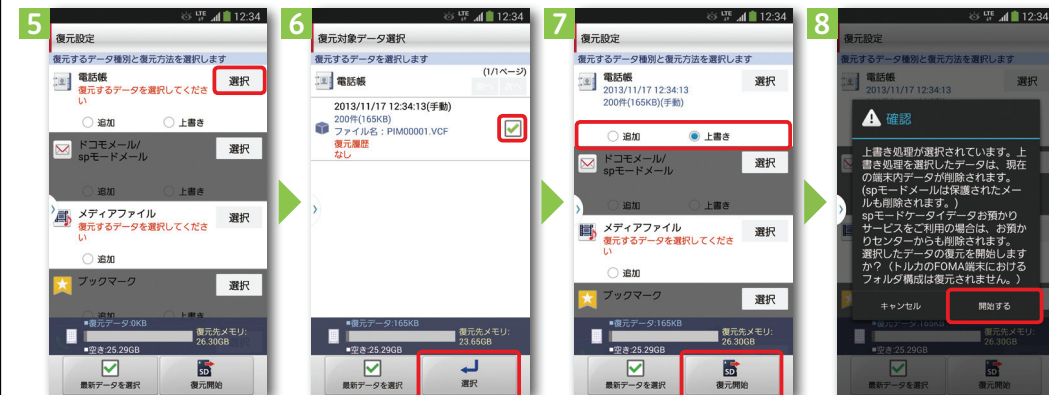 5
LTE 12:34
復元設定
復元するデータ種別と復元方法を選択します
電話帳
復元するデータを選択してくださ
い
選択
追加 上書き
ドコモメール/
spモードメール
選択
追加 上書き
メディアファイル
復元するデータを選択してくださ
い
選択
追加
ブックマーク
選択
追加 上書き
■復元データ:0KB
復元先メモリ:
26.30GB
■空き:25.29GB
最新データを選択
SD
復元開始
6
LTE 12:34
復元対象データ選択
復元するデータを選択します
電話帳
(1/1ページ)
2013/11/17 12:34:13(手動)
200件(165KB)
ファイル名：PIM00001.VCF
復元履歴
なし
■復元データ:165KB
復元先メモリ:
23.65GB
■空き:25.29GB
最新データを選択
選択
7
LTE 12:34
復元設定
復元するデータ種別と復元方法を選択します
電話帳
2013/11/17 12:34:13
200件(165KB)(手動)
選択
追加 上書き
ドコモメール/
spモードメール
選択
追加 上書き
メディアファイル
復元するデータを選択してくださ
い
選択
追加
ブックマーク
選択
■復元データ:165KB
復元先メモリ:
26.30GB
■空き:25.29GB
最新データを選択
SD
復元開始
8
LTE 12:34
復元設定
復元するデータ種別と復元方法を選択します
電話帳
2013/11/17 12:34:13
選択
確認
上書き処理が選択されています。上
書き処理を選択したデータは、現在
の端末内データが削除されます。
(spモードメールは保護されたメー
ルも削除されます。)
spモードケータイデータお預かり
サービスをご利用の場合は、お預か
りセンターからも削除されます。
選択したデータの復元を開始します
か？（トルカのFOMA端末における
フォルダ構成は復元されません。）
キャンセル
開始する
■復元データ:165KB
復元先メモリ:
26.30GB
■空き:25.29GB
最新データを選択
SD
復元開始